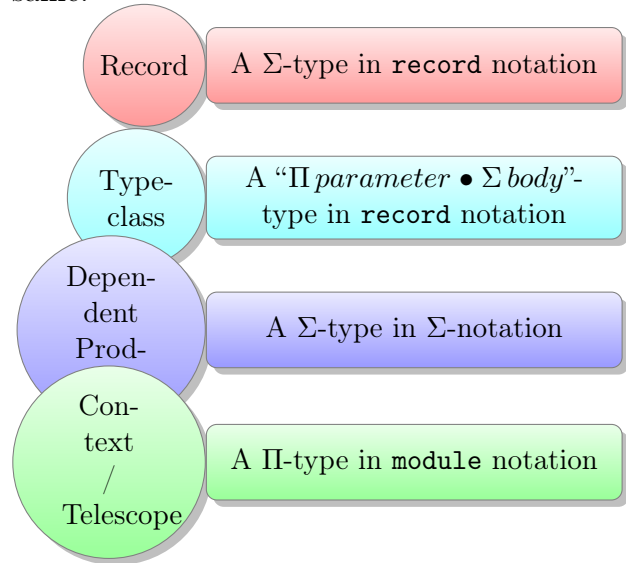 same.
Record
A Σ-type in record notation
Type-
class
A “Π parameter • Σ body”-
type in record notation
Depen-
dent
Prod-
A Σ-type in Σ-notation
Con-
text
/
Telescope
A Π-type in module notation